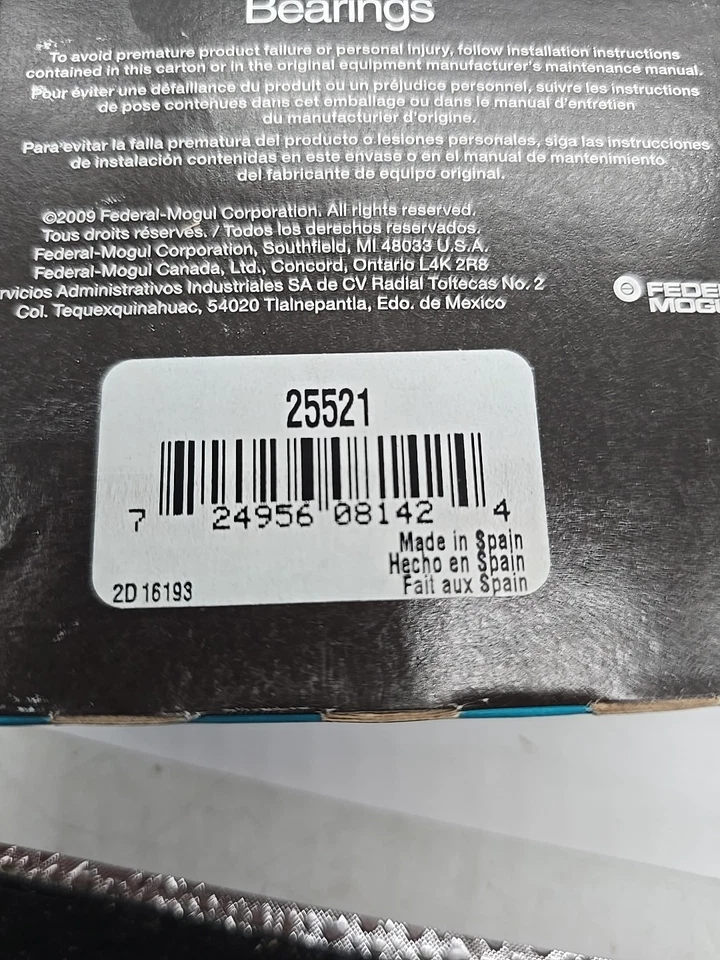 Bearings
To avoid premature product failure or personal injury, follow installation instructions
contained in this carton or in the original equipment manufacturer's maintenance manual.
Pour éviter une défaillance du produit ou un préjudice personnel, suivre les instructions
de pose contenues dans cet emballage ou dans le manuel d'entretien
du manufacturier d'origine.
Para evitar la falla prematura del producto o lesiones personales, siga las instrucciones
de instalación contenidas en este envase o en el manual de mantenimiento
del fabricante de equipo original.
©2009 Federal-Mogul Corporation. All rights reserved.
Tous droits réservés. / Todos los derechos reservados.
Federal-Mogul Corporation, Southfield, MI 48033 U.S.A.
Federal-Mogul Canada, Ltd., Concord, Ontario L4K 2R8
rvicios Administrativos Industriales SA de CV Radial Toltecas No. 2
Col. Tequexquinahuac, 54020 Tlalnepantla, Edo. de Mexico
FEDE
MOGU
25521
7 24956 08142 4
Made in Spain
Hecho en Spain
Fait aux Spain
2D16193